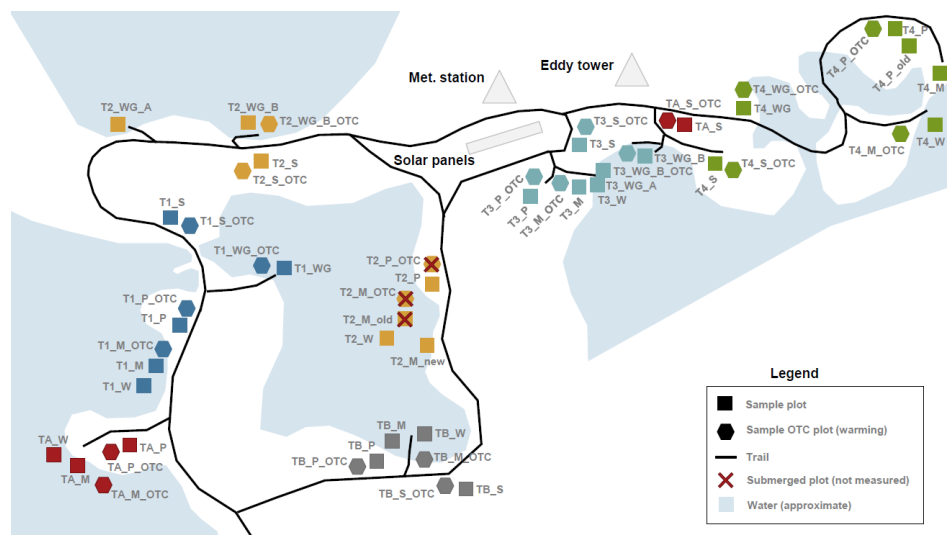 T4_P_OTC
T4_P
T4_P_old
Eddy tower
Met. station
T4_M
T4_WG_OTC
T4_WG
T2_WG_A
T2_WG_B
T2_WG_B_OTC
TA_S_OTC
TA_S
T3_S_OTC
T3_S
T4_M_OTC
T4_W
Solar panels
T2_S
T2_S_OTC
T3_WG_B
T3_WG_B_OTC
T3_WG_A
T3_W
T4_S
T4_S_OTC
T3_P_OTC
T3_P
T3_M_OTC
T3_M
T1_S
T1_S_OTC
T1_WG_OTC
T1_WG
T2_P_OTC
T2_P
T2_M_OTC
T1_P_OTC
T1_P
T2_M_old
T2_W
T2_M_new
T1_M_OTC
T1_M
T1_W
Legend
Sample plot
Sample OTC plot (warming)
Trail
Submerged plot (not measured)
Water (approximate)
TA_W
TA_P
TA_P_OTC
TA_M
TA_M_OTC
TB_M
TB_W
TB_P
TB_P_OTC
TB_M_OTC
TB_S_OTC
TB_S